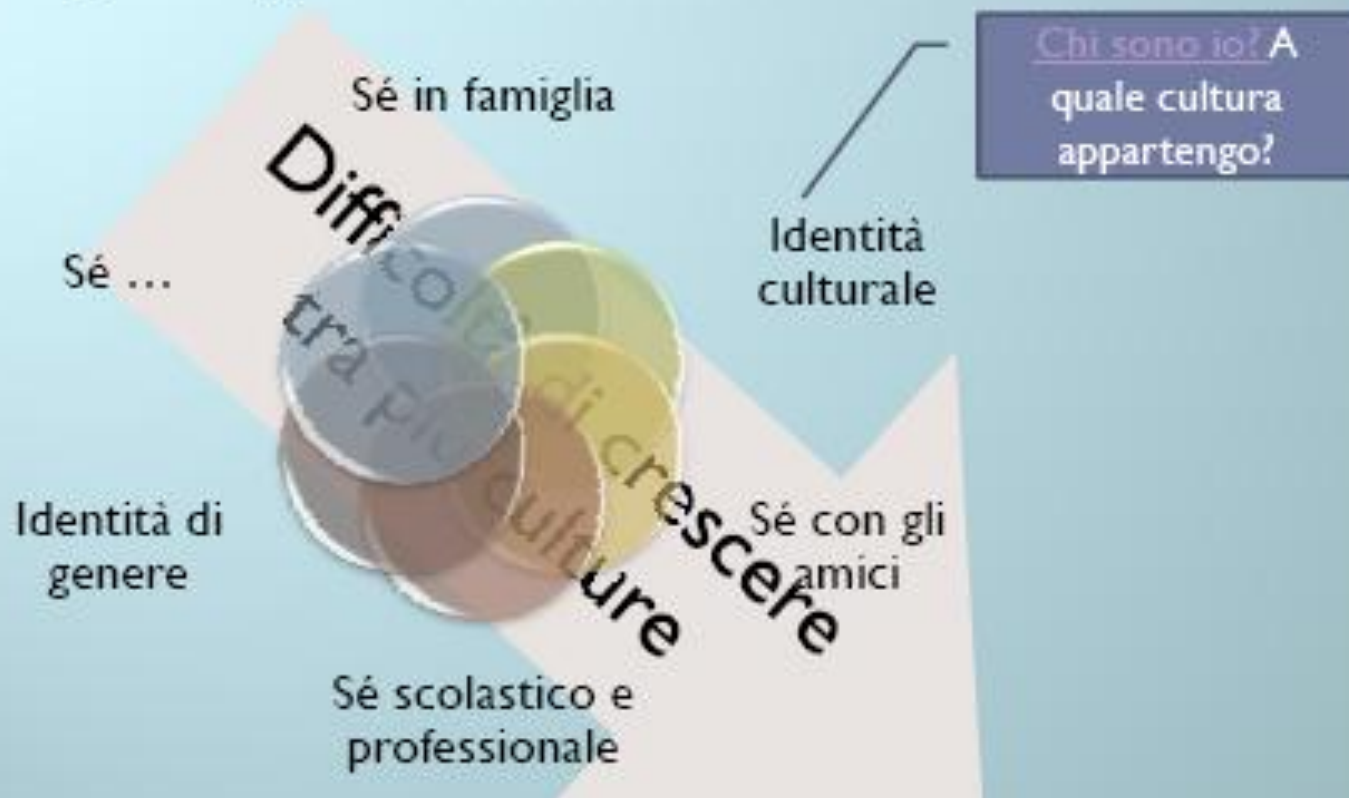 Sé in famiglia
Chi sono io? A
quale cultura
appartengo?
Identità
culturale
Sé …
Difficoltà di crescere
tra più culture
Sé con gli
amici
Identità di
genere
Sé scolastico e
professionale